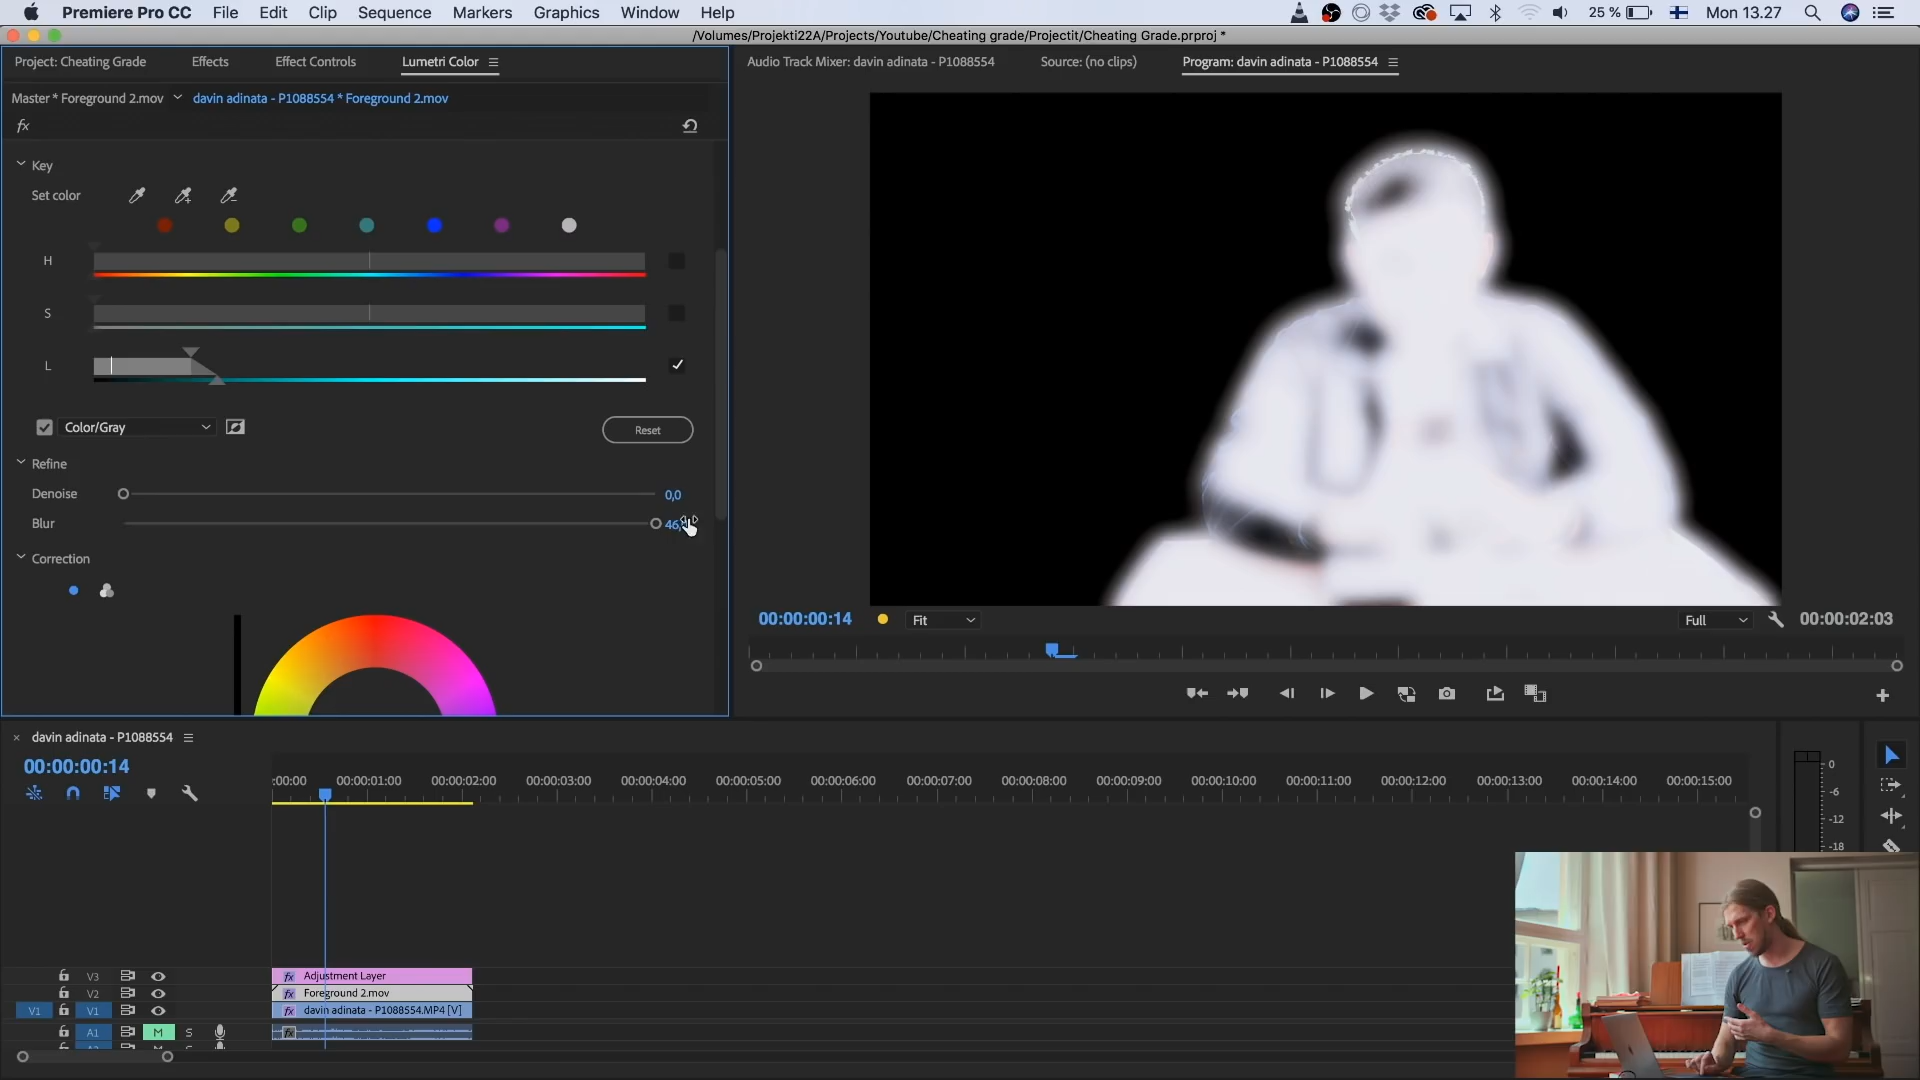 Premiere Pro CC File Edit Clip Sequence Markers Graphics Window Help 25 % Mon 13.27
/Volumes/Projekti22A/Projects/Youtube/Cheating grade/Projectit/Cheating Grade.prproj *
Project: Cheating Grade Effects Effect Controls Lumetri Color
Audio Track Mixer: davin adinata - P1088554 Source: (no clips) Program: davin adinata - P1088554
Master * Foreground 2.mov davin adinata - P1088554 * Foreground 2.mov
fx
Key
Set color
H
S
L
Color/Gray Reset
Refine
Denoise 0,0
Blur
Correction
00:00:00:14 Fit Full 00:00:02:03
davin adinata - P1088554
00:00:00:14
:00:00 00:00:01:00 00:00:02:00 00:00:03:00 00:00:04:00 00:00:05:00 00:00:06:00 00:00:07:00 00:00:08:00 00:00:09:00 00:00:10:00 00:00:11:00 00:00:12:00 00:00:13:00 00:00:14:00 00:00:15:00
0
-6
-12
-18
V3 fx Adjustment Layer
V2 fx Foreground 2.mov
V1 V1 fx davin adinata - P1088554.MP4 [V]
A1 M S fx